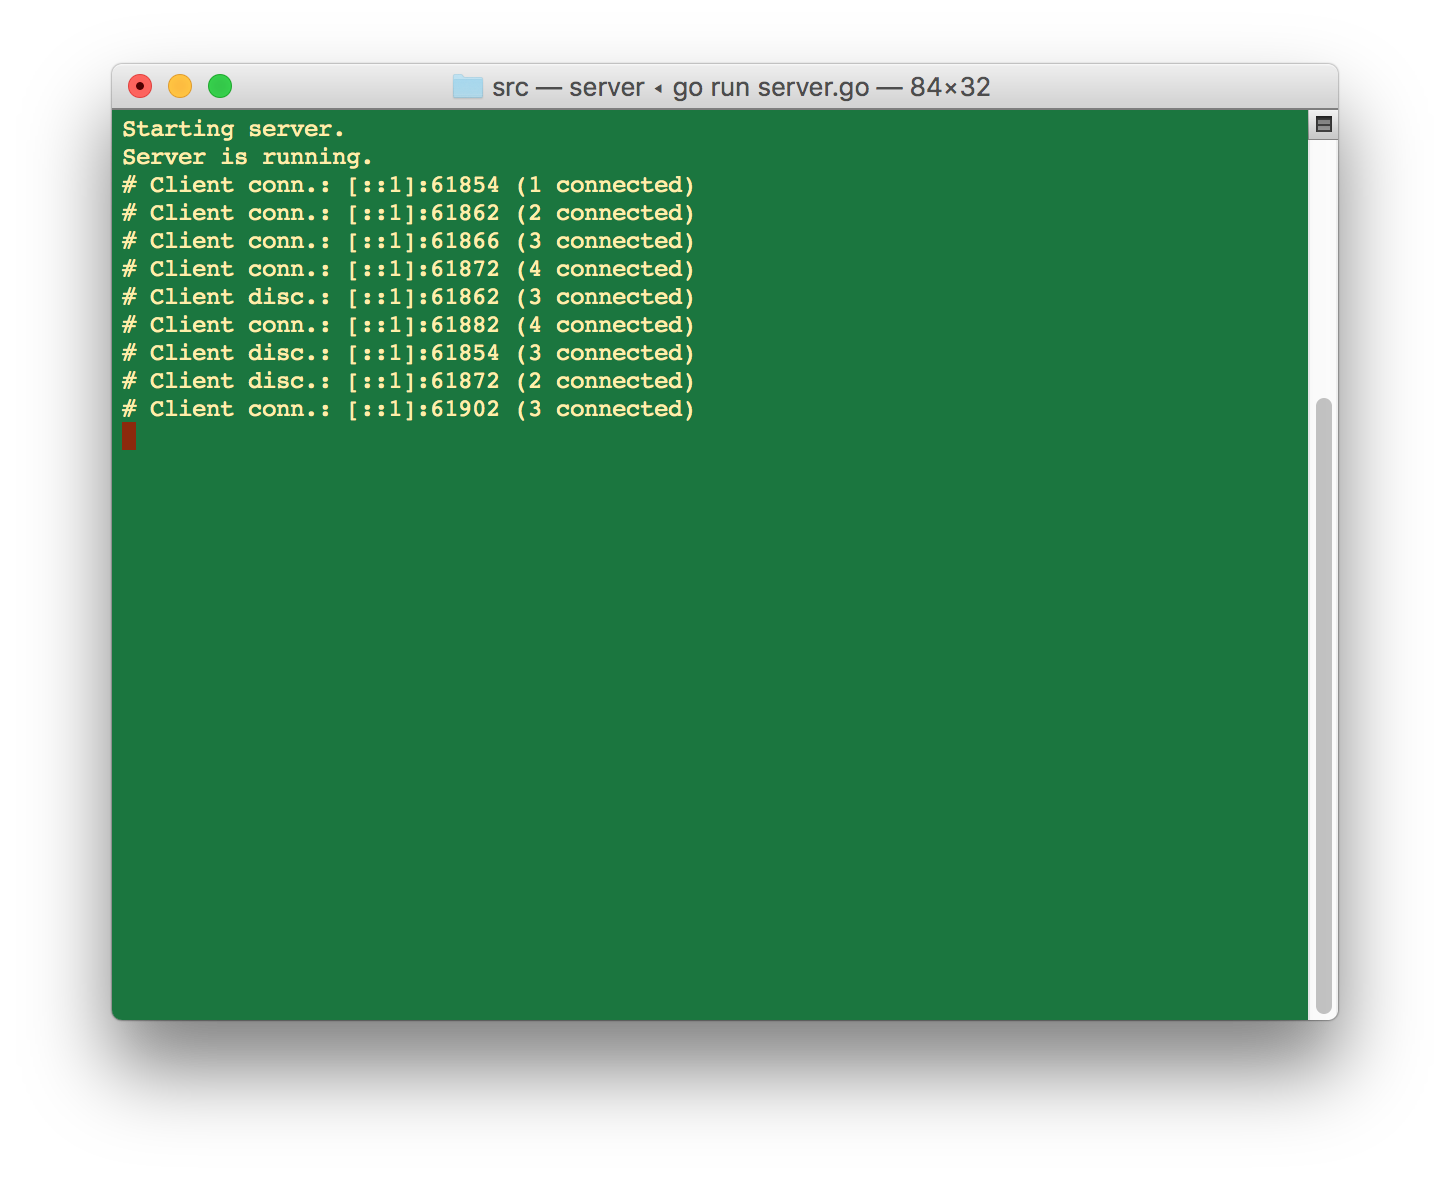 src — server ◂ go run server.go — 84×32
Starting server.
Server is running.
# Client conn.: [::1]:61854 (1 connected)
# Client conn.: [::1]:61862 (2 connected)
# Client conn.: [::1]:61866 (3 connected)
# Client conn.: [::1]:61872 (4 connected)
# Client disc.: [::1]:61862 (3 connected)
# Client conn.: [::1]:61882 (4 connected)
# Client disc.: [::1]:61854 (3 connected)
# Client disc.: [::1]:61872 (2 connected)
# Client conn.: [::1]:61902 (3 connected)